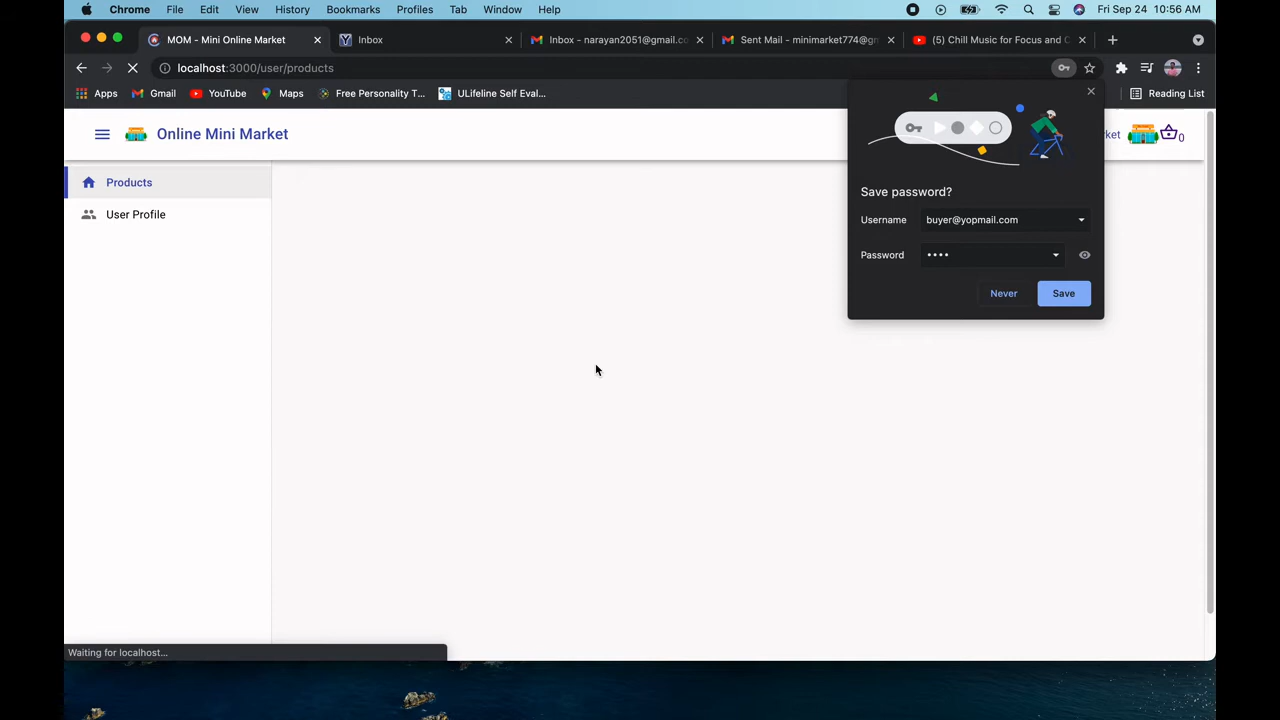 Chrome File Edit View History Bookmarks Profiles Tab Window Help Fri Sep 24 10:56 AM
MOM - Mini Online Market Inbox Inbox - narayan2051@gmail.co Sent Mail - minimarket774@gm (5) Chill Music for Focus and C
localhost:3000/user/products
Apps Gmail YouTube Maps Free Personality T... ULifeline Self Eval... Reading List
Online Mini Market ket 0
Products
User Profile
Save password?
Username buyer@yopmail.com
Password ••••
Never Save
Waiting for localhost...